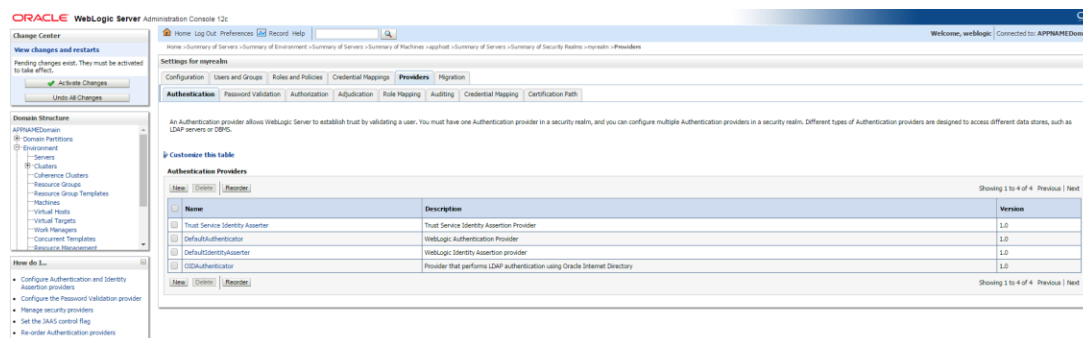 ORACLE WebLogic Server Administration Console 12c
Change Center
View changes and restarts
Pending changes exist. They must be activated
to take effect.
Activate Changes
Undo All Changes
Domain Structure
APPNAMEDomain
Domain Partitions
Environment
Servers
Clusters
Coherence Clusters
Resource Groups
Resource Group Templates
Machines
Virtual Hosts
Virtual Targets
Work Managers
Concurrent Templates
Resource Management
How do I...
Configure Authentication and Identity
Assertion providers
Configure the Password Validation provider
Manage security providers
Set the JAAS control flag
Re-order Authentication providers
Home Log Out Preferences Record Help
Welcome, weblogic Connected to: APPNAMEDom
Home >Summary of Servers >Summary of Environment >Summary of Servers >Summary of Machines >apphost >Summary of Servers >Summary of Security Realms >myrealm >Providers
Settings for myrealm
Configuration Users and Groups Roles and Policies Credential Mappings Providers Migration
Authentication Password Validation Authorization Adjudication Role Mapping Auditing Credential Mapping Certification Path
An Authentication provider allows WebLogic Server to establish trust by validating a user. You must have one Authentication provider in a security realm, and you can configure multiple Authentication providers in a security realm. Different types of Authentication providers are designed to access different data stores, such as
LDAP servers or DBMS.
Customize this table
Authentication Providers
New Delete Reorder Showing 1 to 4 of 4 Previous | Next
Name Description Version
Trust Service Identity Asserter Trust Service Identity Assertion Provider 1.0
DefaultAuthenticator WebLogic Authentication Provider 1.0
DefaultIdentityAsserter WebLogic Identity Assertion provider 1.0
OIDAuthenticator Provider that performs LDAP authentication using Oracle Internet Directory 1.0
New Delete Reorder Showing 1 to 4 of 4 Previous | Next